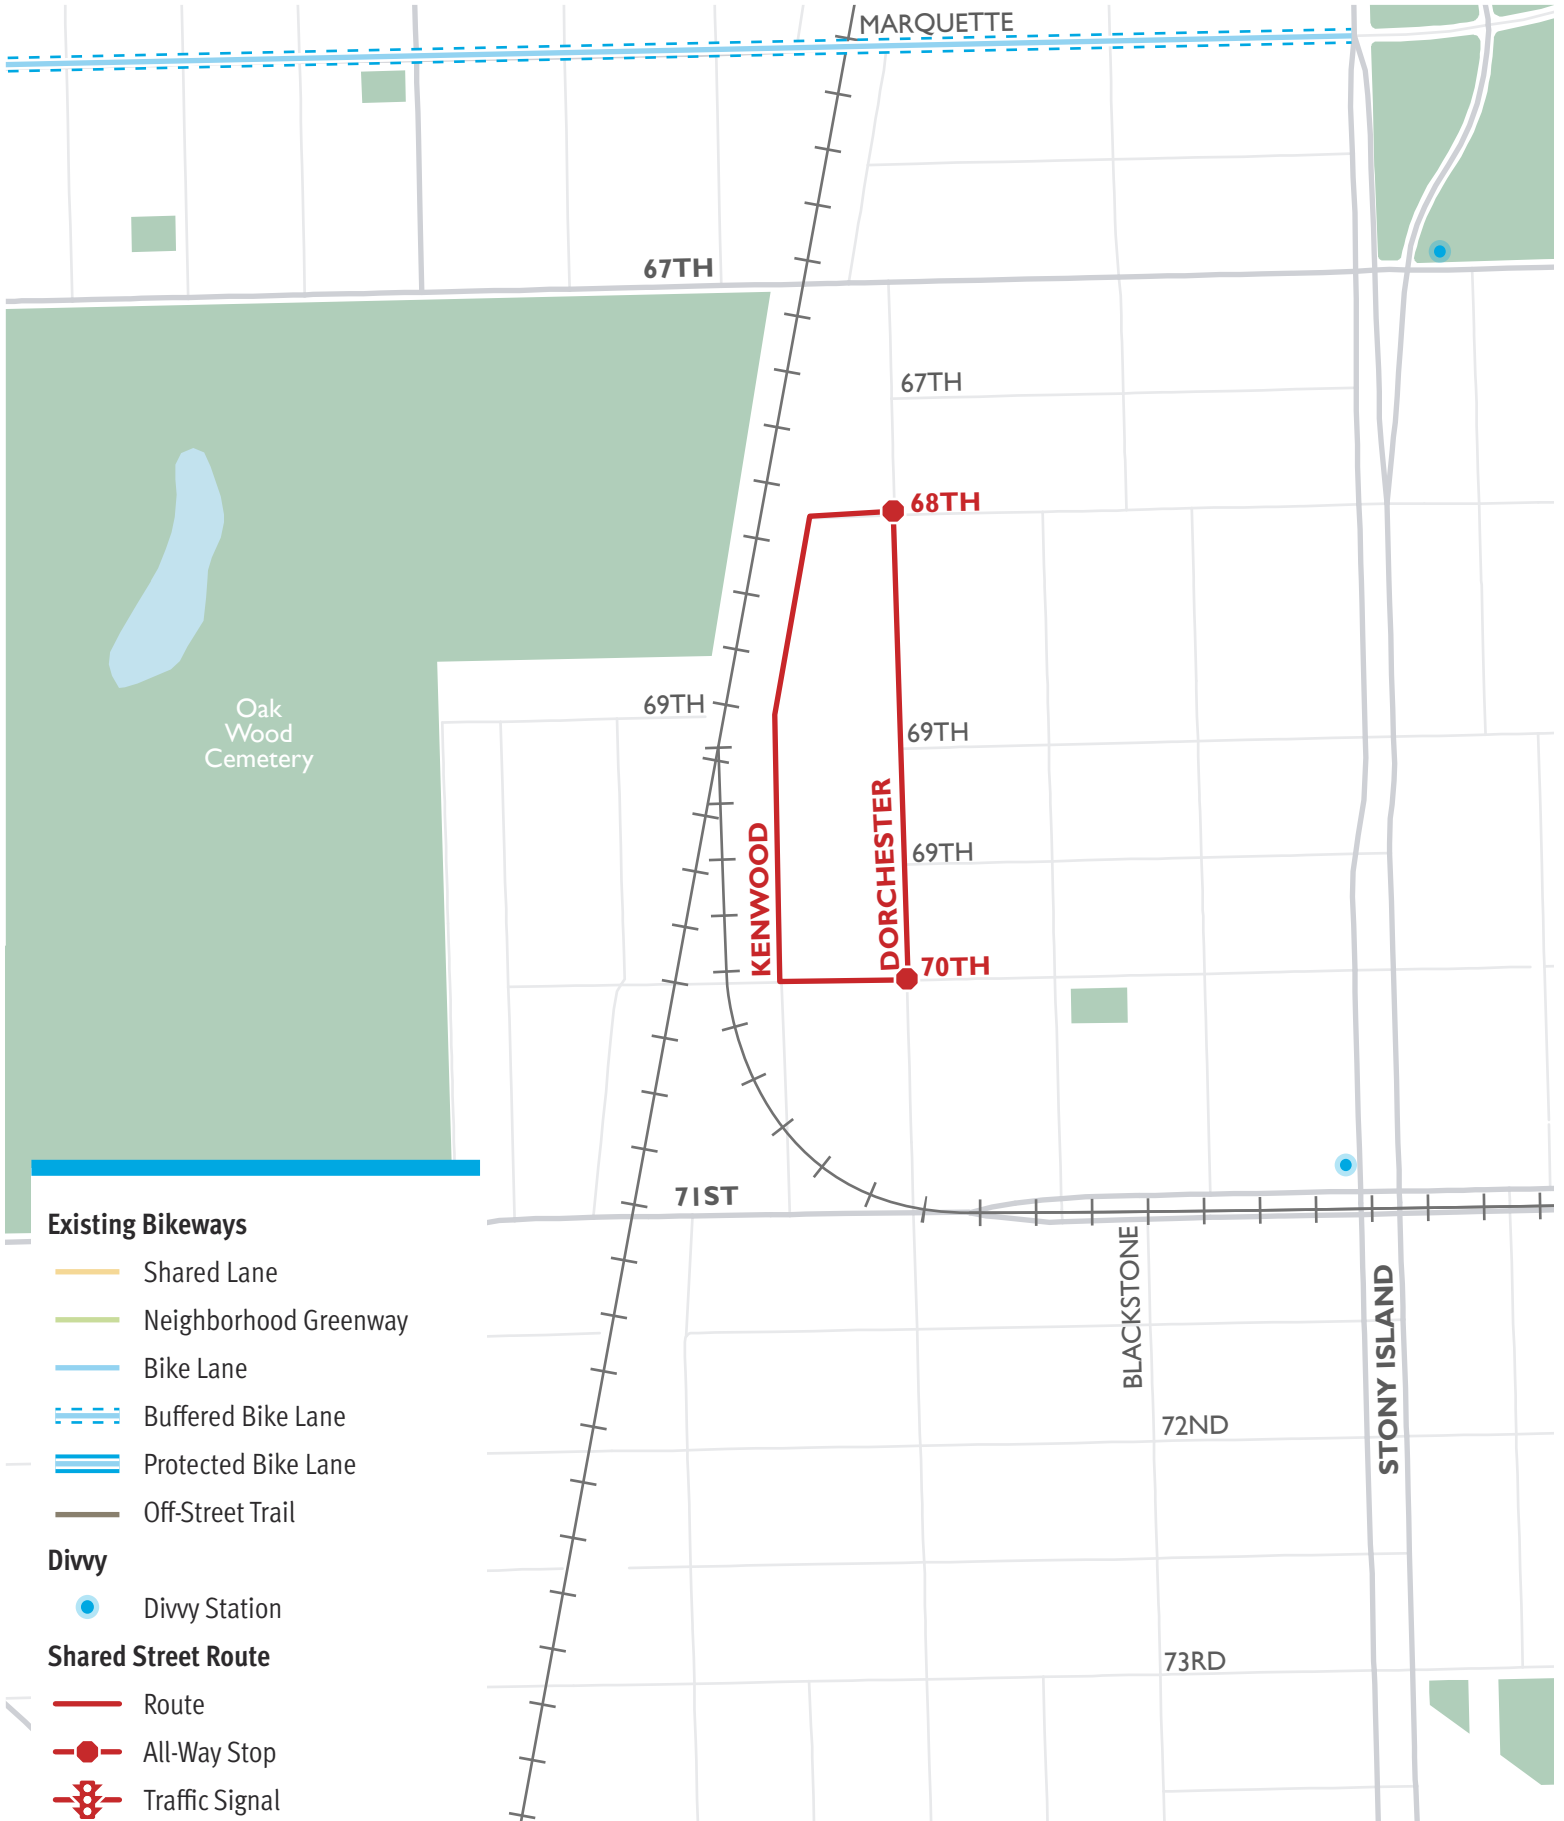 MARQUETTE
67TH
67TH
68TH
69TH
Oak
Wood
Cemetery
69TH
KENWOOD
DORCHESTER
69TH
70TH
71ST
BLACKSTONE
STONY ISLAND
72ND
73RD
Existing Bikeways
Shared Lane
Neighborhood Greenway
Bike Lane
Buffered Bike Lane
Protected Bike Lane
Off-Street Trail
Divvy
Divvy Station
Shared Street Route
Route
All-Way Stop
Traffic Signal